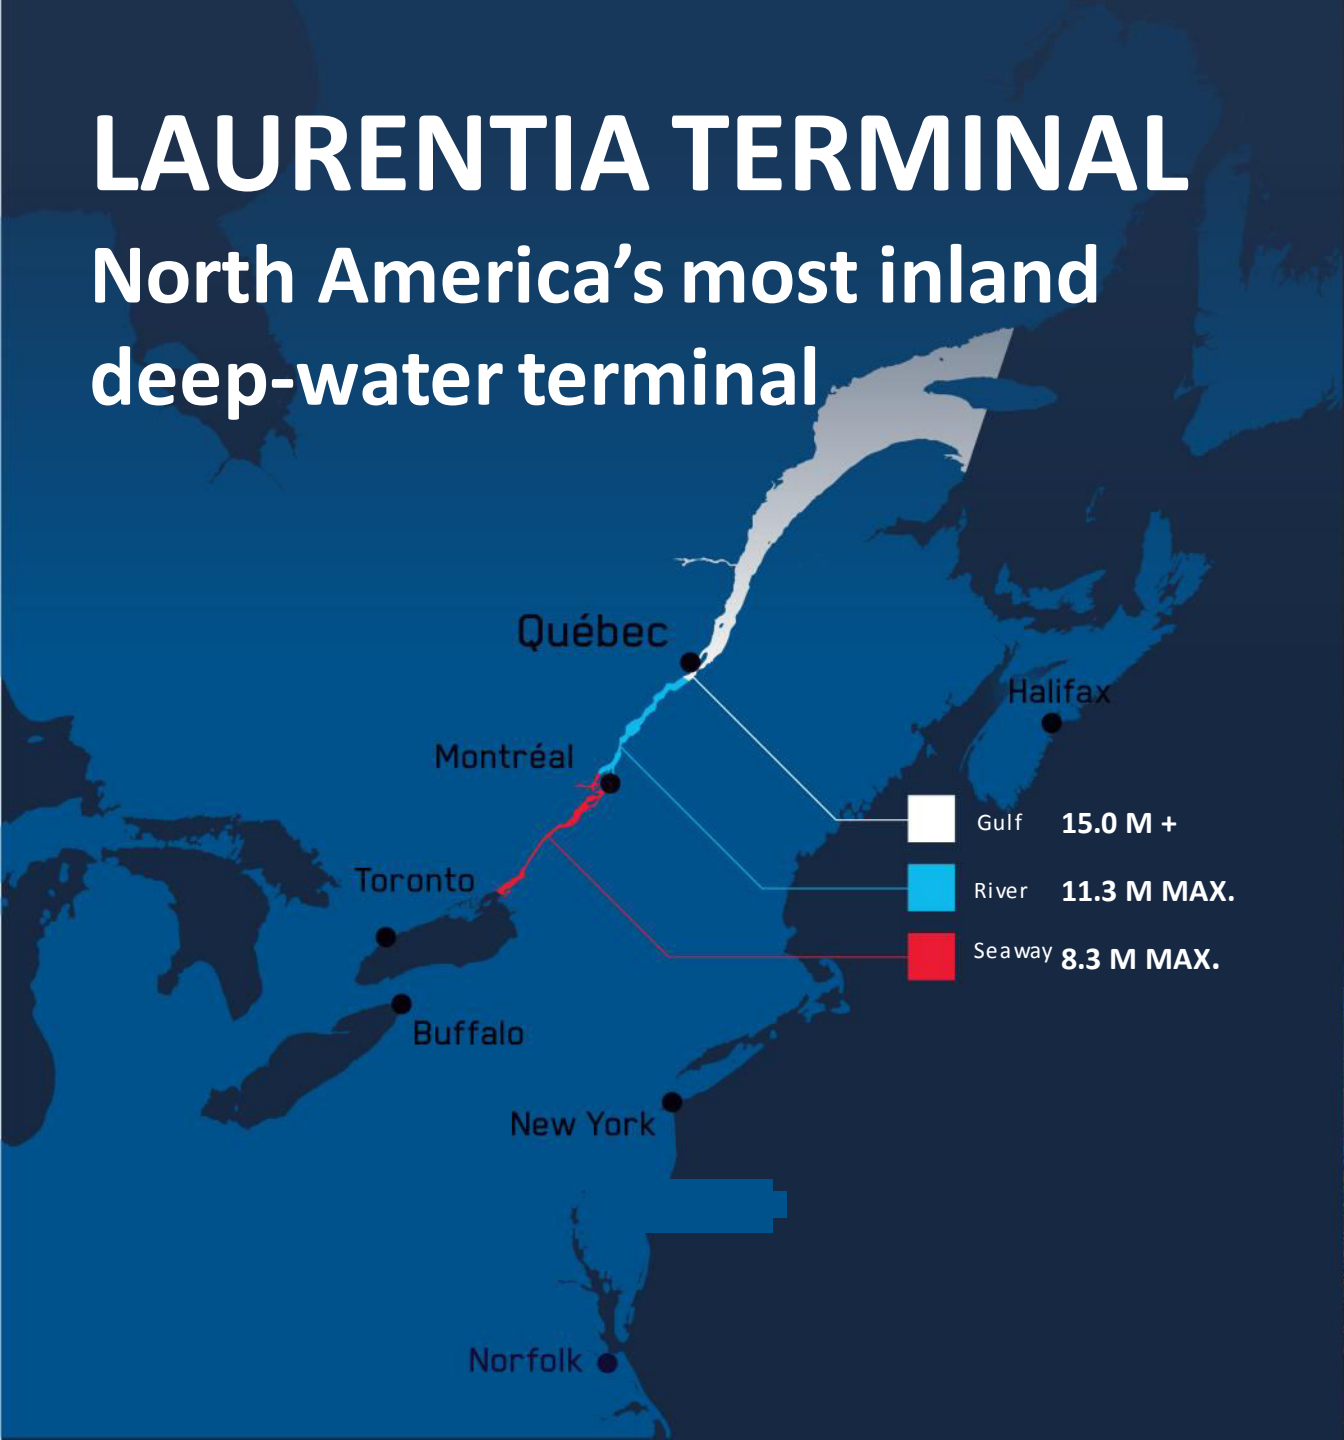 LAURENTIA TERMINAL
North America’s most inland
deep-water terminal
Québec
Halifax
Montréal
Gulf 15.0 M +
Toronto
River 11.3 M MAX.
Seaway 8.3 M MAX.
Buffalo
New York
Norfolk